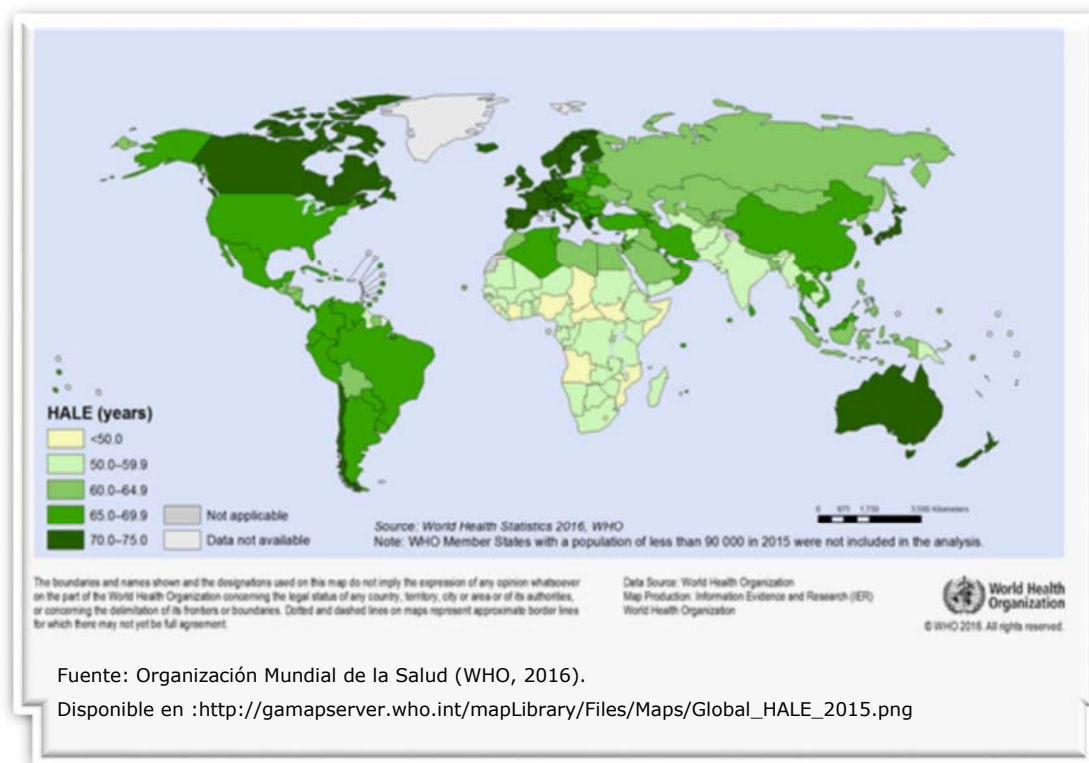 HALE (years)
<50.0
50.0–59.9
60.0–64.9
65.0–69.9
70.0–75.0
Not applicable
Data not available
Source: World Health Statistics 2016, WHO
Note: WHO Member States with a population of less than 90 000 in 2015 were not included in the analysis.
0 875 1,750 3,500 Kilometers
The boundaries and names shown and the designations used on this map do not imply the expression of any opinion whatsoever
on the part of the World Health Organization concerning the legal status of any country, territory, city or area or of its authorities,
or concerning the delimitation of its frontiers or boundaries. Dotted and dashed lines on maps represent approximate border lines
for which there may not yet be full agreement.
Data Source: World Health Organization
Map Production: Information Evidence and Research (IER)
World Health Organization
World Health
Organization
© WHO 2016. All rights reserved.
Fuente: Organización Mundial de la Salud (WHO, 2016).
Disponible en :http://gamapserver.who.int/mapLibrary/Files/Maps/Global_HALE_2015.png